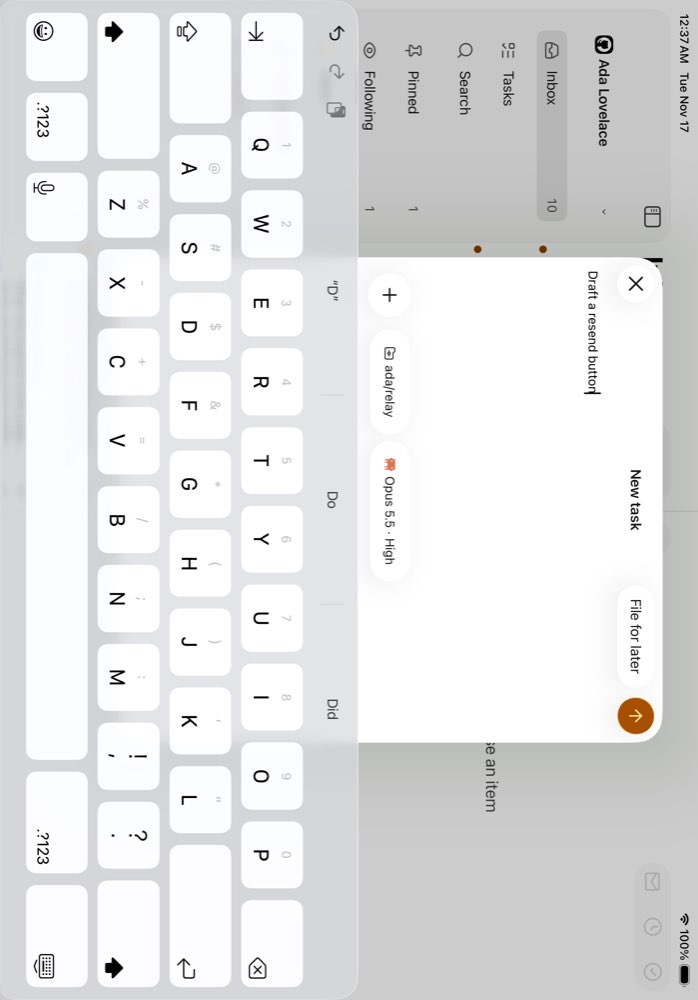 12:37 AM Tue Nov 17
100%
New task
File for later
Ada Lovelace
Draft a resend button
Inbox 10
Tasks
Search
se an item
Pinned 1
Following 1
ada/relay
Opus 5.5 · High
“D” Do Did
1 2 3 4 5 6 7 8 9 0
Q W E R T Y U I O P
@ # $ & * ( ) ' "
A S D F G H J K L
% - + = / ; : ! ?
Z X C V B N M , .
.?123 .?123